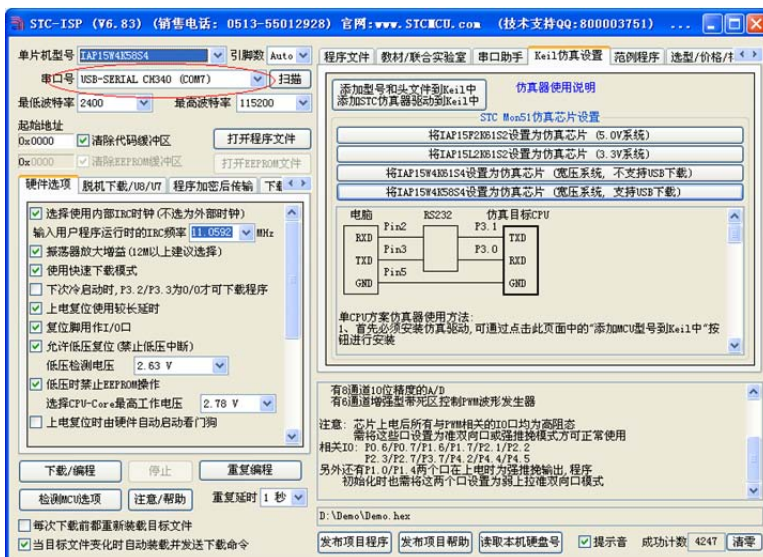 STC-ISP (V6.83) (销售电话: 0513-55012928) 官网:www.STCMCU.com (技术支持QQ:800003751) ...
单片机型号 IAP15W4K58S4 引脚数 Auto
串口号 USB-SERIAL CH340 (COM7) 扫描
最低波特率 2400 最高波特率 115200
起始地址
0x0000 清除代码缓冲区 打开程序文件
0x0000 清除EEPROM缓冲区 打开EEPROM文件
硬件选项 脱机下载/U8/U7 程序加密后传输
选择使用内部IRC时钟(不选为外部时钟)
输入用户程序运行时的IRC频率 11.0592 MHz
振荡器放大增益(12M以上建议选择)
使用快速下载模式
下次冷启动时,P3.2/P3.3为0/0才可下载程序
上电复位使用较长延时
复位脚用作I/O口
允许低压复位(禁止低压中断)
低压检测电压 2.63 V
低压时禁止EEPROM操作
选择CPU-Core最高工作电压 2.78 V
上电复位时由硬件自动启动看门狗
下载/编程 停止 重复编程
检测MCU选项 注意/帮助 重复延时 1 秒
每次下载前都重新装载目标文件
当目标文件变化时自动装载并发送下载命令
程序文件 教材/联合实验室 串口助手 Keil仿真设置 范例程序 选型/价格/
添加型号和头文件到Keil中
添加STC仿真器驱动到Keil中
仿真器使用说明
STC Mon51仿真芯片设置
将IAP15F2K61S2设置为仿真芯片 (5.0V系统)
将IAP15L2K61S2设置为仿真芯片 (3.3V系统)
将IAP15W4K61S4设置为仿真芯片 (宽压系统, 不支持USB下载)
将IAP15W4K58S4设置为仿真芯片 (宽压系统, 支持USB下载)
电脑 RS232 仿真目标CPU
RXD Pin2 P3.1 TXD
TXD Pin3 P3.0 RXD
GND Pin5 GND
单CPU方案仿真器使用方法:
1、首先必须安装仿真驱动,可通过点击此页面中的"添加MCU型号到Keil中"按
钮进行安装
有8通道10位精度的A/D
有6通道增强型带死区控制PWM波形发生器
注意: 芯片上电后所有与PWM相关的IO口均为高阻态
需将这些口设置为准双向口或强推挽模式方可正常使用
相关IO: P0.6/P0.7/P1.6/P1.7/P2.1/P2.2
P2.3/P2.7/P3.7/P4.2/P4.4/P4.5
另外还有P1.0/P1.4两个口在上电时为强推挽输出,程序
初始化时也需将这两个口设置为弱上拉准双向口模式
D:\Demo\Demo.hex
发布项目程序 发布项目帮助 读取本机硬盘号 提示音 成功计数 4247 清零